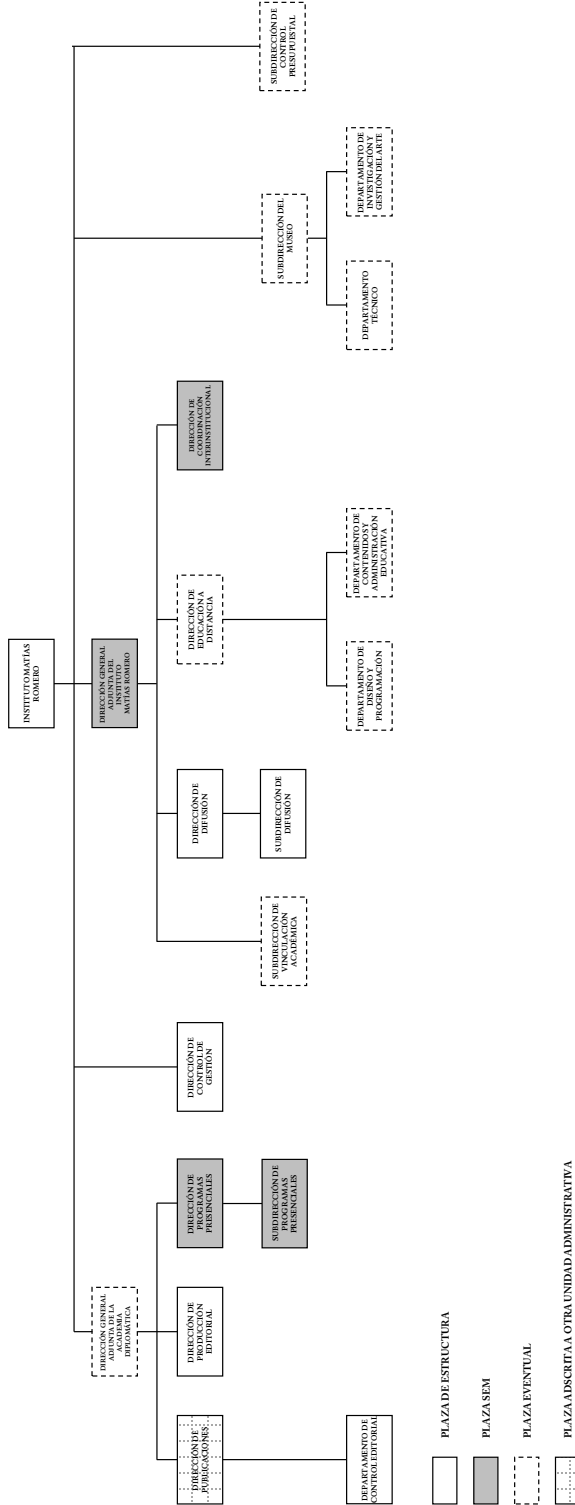 INSTITUTO MATÍAS
ROMERO
DIRECCIÓN GENERAL
ADJUNTA DE LA
ACADEMIA
DIPLOMÁTICA
DIRECCIÓN GENERAL
ADJUNTA DEL
INSTITUTO
MATÍAS ROMERO
DIRECCIÓN DE
PUBLICACIONES
DIRECCIÓN DE
PRODUCCIÓN
EDITORIAL
DIRECCIÓN DE
PROGRAMAS
PRESENCIALES
DIRECCIÓN DE
CONTROL DE
GESTIÓN
DIRECCIÓN DE
DIFUSIÓN
DIRECCIÓN DE
EDUCACIÓN A
DISTANCIA
DIRECCIÓN DE
COORDINACIÓN
INTERINSTITUCIONAL
SUBDIRECCIÓN DE
PROGRAMAS
PRESENCIALES
SUBDIRECCIÓN DE
VINCULACIÓN
ACADÉMICA
SUBDIRECCIÓN DE
DIFUSIÓN
SUBDIRECCIÓN DEL
MUSEO
SUBDIRECCIÓN DE
CONTROL
PRESUPUESTAL
DEPARTAMENTO DE
CONTROL EDITORIAL
DEPARTAMENTO DE
DISEÑO Y
PROGRAMACIÓN
DEPARTAMENTO DE
CONTENIDOS Y
ADMINISTRACIÓN
EDUCATIVA
DEPARTAMENTO
TÉCNICO
DEPARTAMENTO DE
INVESTIGACIÓN Y
GESTIÓN DEL ARTE
PLAZA DE ESTRUCTURA
PLAZA SEM
PLAZA EVENTUAL
PLAZA ADSCRITA A OTRA UNIDAD ADMINISTRATIVA